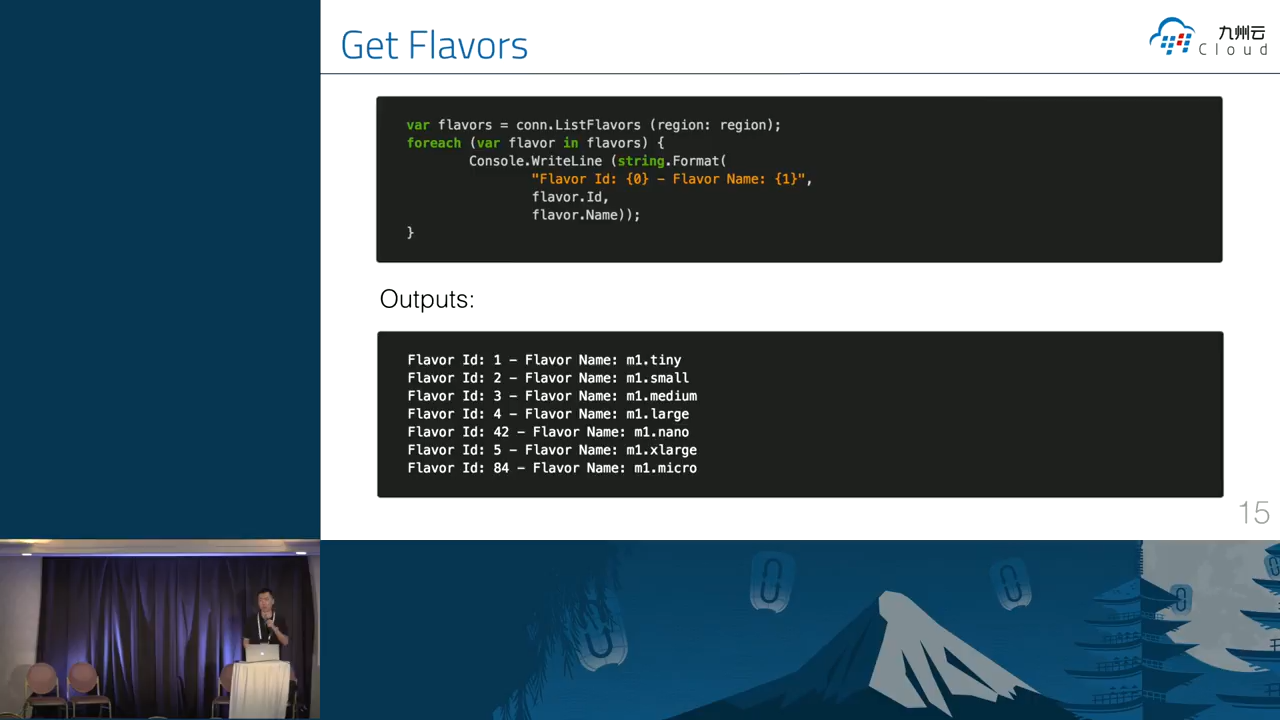 Get Flavors
九州云
Cloud
var flavors = conn.ListFlavors (region: region);
foreach (var flavor in flavors) {
Console.WriteLine (string.Format(
"Flavor Id: {0} - Flavor Name: {1}",
flavor.Id,
flavor.Name));
}
Outputs:
Flavor Id: 1 - Flavor Name: m1.tiny
Flavor Id: 2 - Flavor Name: m1.small
Flavor Id: 3 - Flavor Name: m1.medium
Flavor Id: 4 - Flavor Name: m1.large
Flavor Id: 42 - Flavor Name: m1.nano
Flavor Id: 5 - Flavor Name: m1.xlarge
Flavor Id: 84 - Flavor Name: m1.micro
15